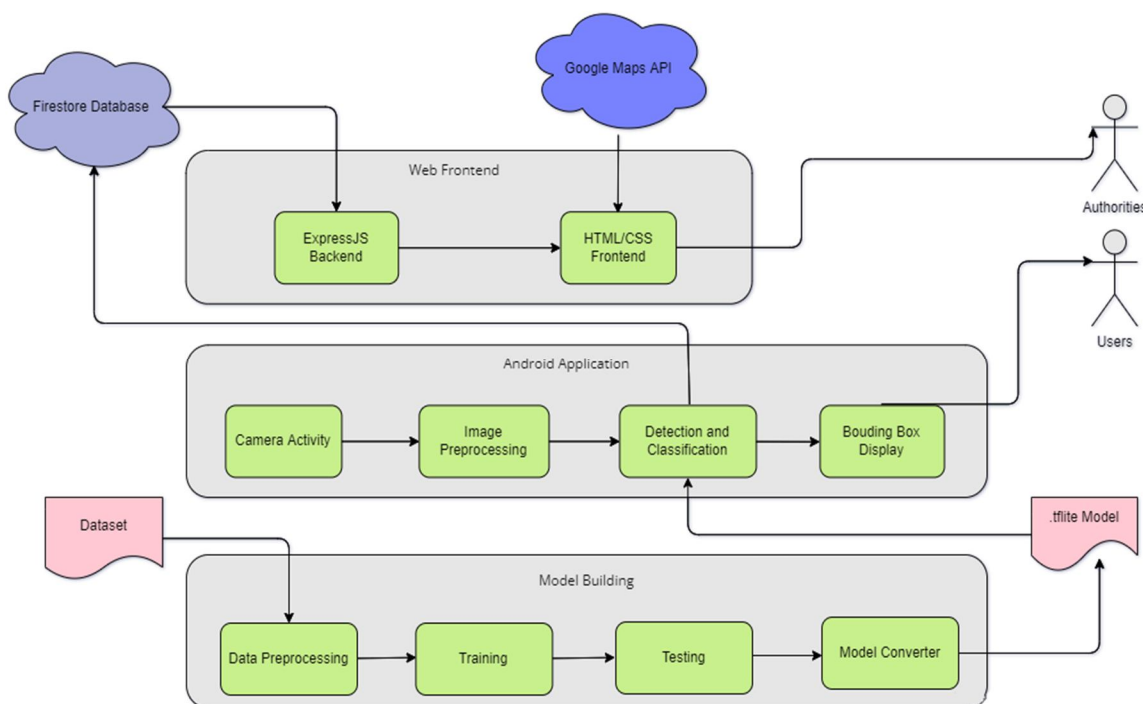 Google Maps API
Firestore Database
Web Frontend
Authorities
ExpressJS
Backend
HTML/CSS
Frontend
Users
Android Application
Camera Activity
Image
Preprocessing
Detection and
Classification
Bouding Box
Display
Dataset
.tflite Model
Model Building
Data Preprocessing
Training
Testing
Model Converter